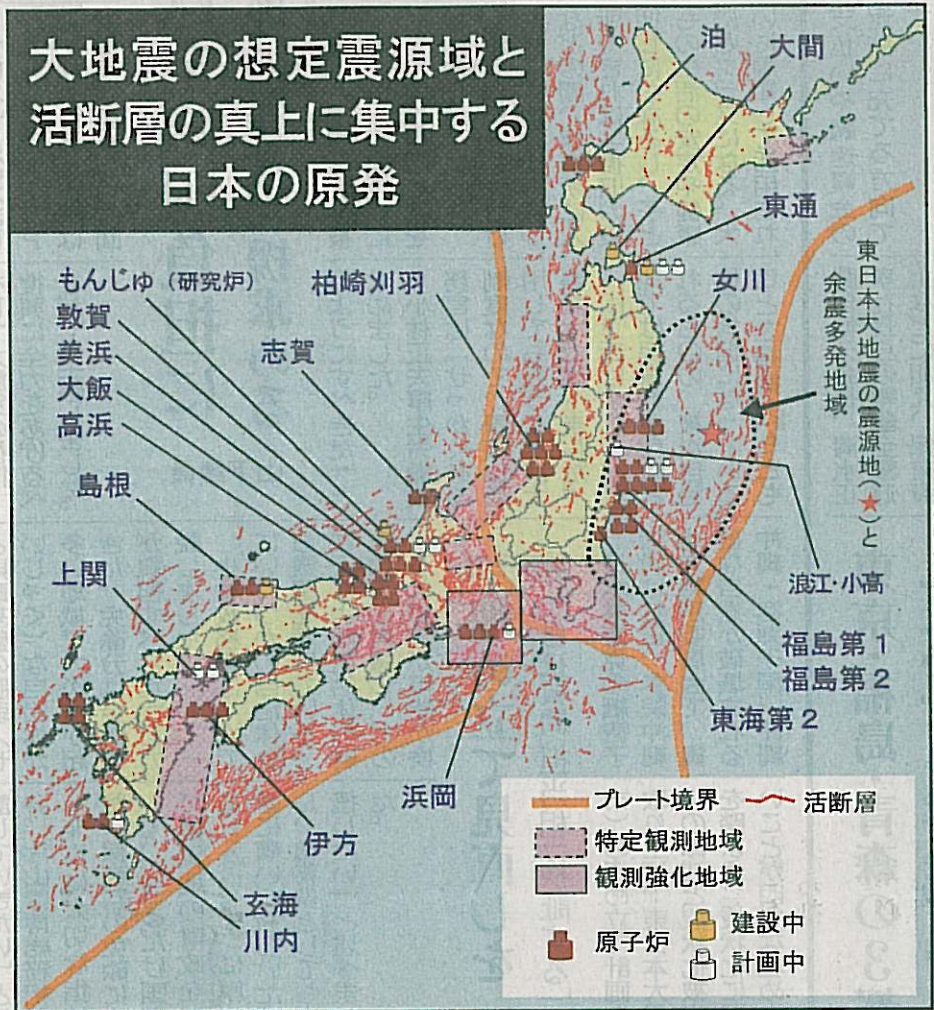 大地震の想定震源域と
活断層の真上に集中する
日本の原発
泊
大間
東通
もんじゅ（研究炉）
敦賀
美浜
大飯
高浜
柏崎刈羽
志賀
女川
東日本大地震の震源地（★）と
余震多発地域
島根
上関
浪江・小高
福島第1
福島第2
東海第2
浜岡
伊方
玄海
川内
プレート境界
活断層
特定観測地域
観測強化地域
原子炉
建設中
計画中